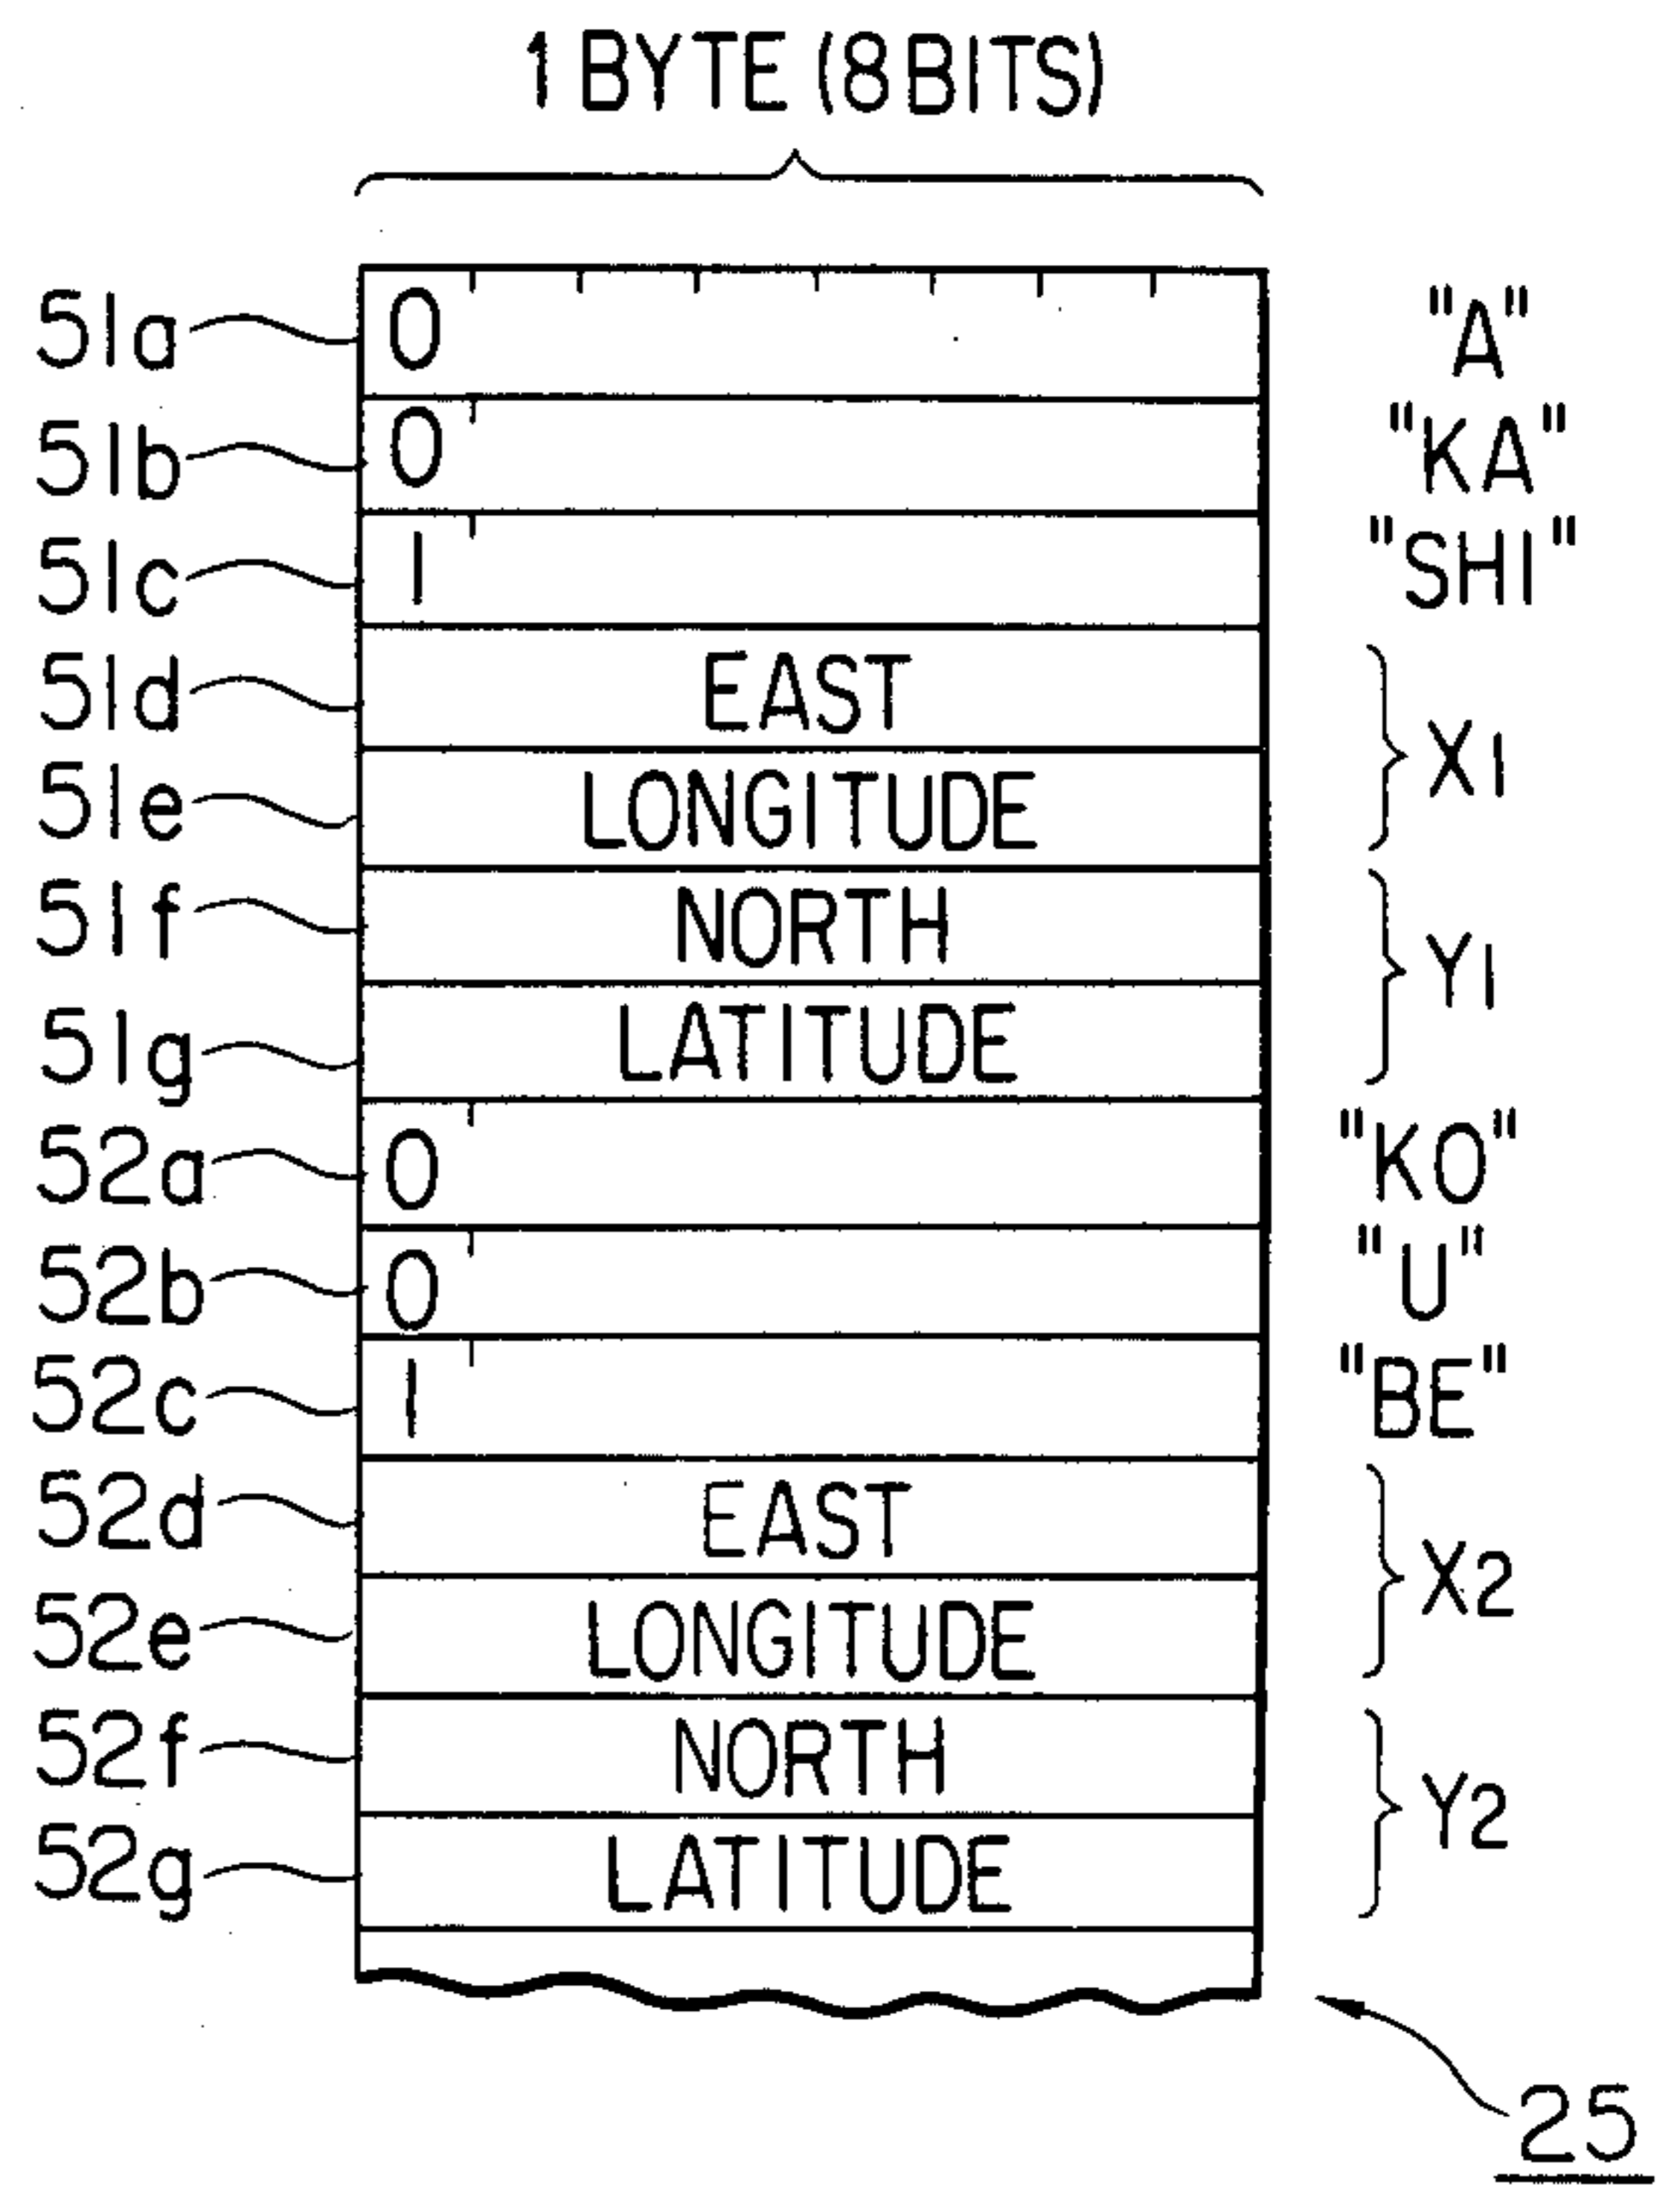 1 BYTE (8 BITS)
51a 0 "A"
51b 0 "KA"
51c 1 "SHI"
51d EAST
X1
51e LONGITUDE
51f NORTH
Y1
51g LATITUDE
52a 0 "KO"
52b 0 "U"
52c 1 "BE"
52d EAST
X2
52e LONGITUDE
52f NORTH
Y2
52g LATITUDE
25